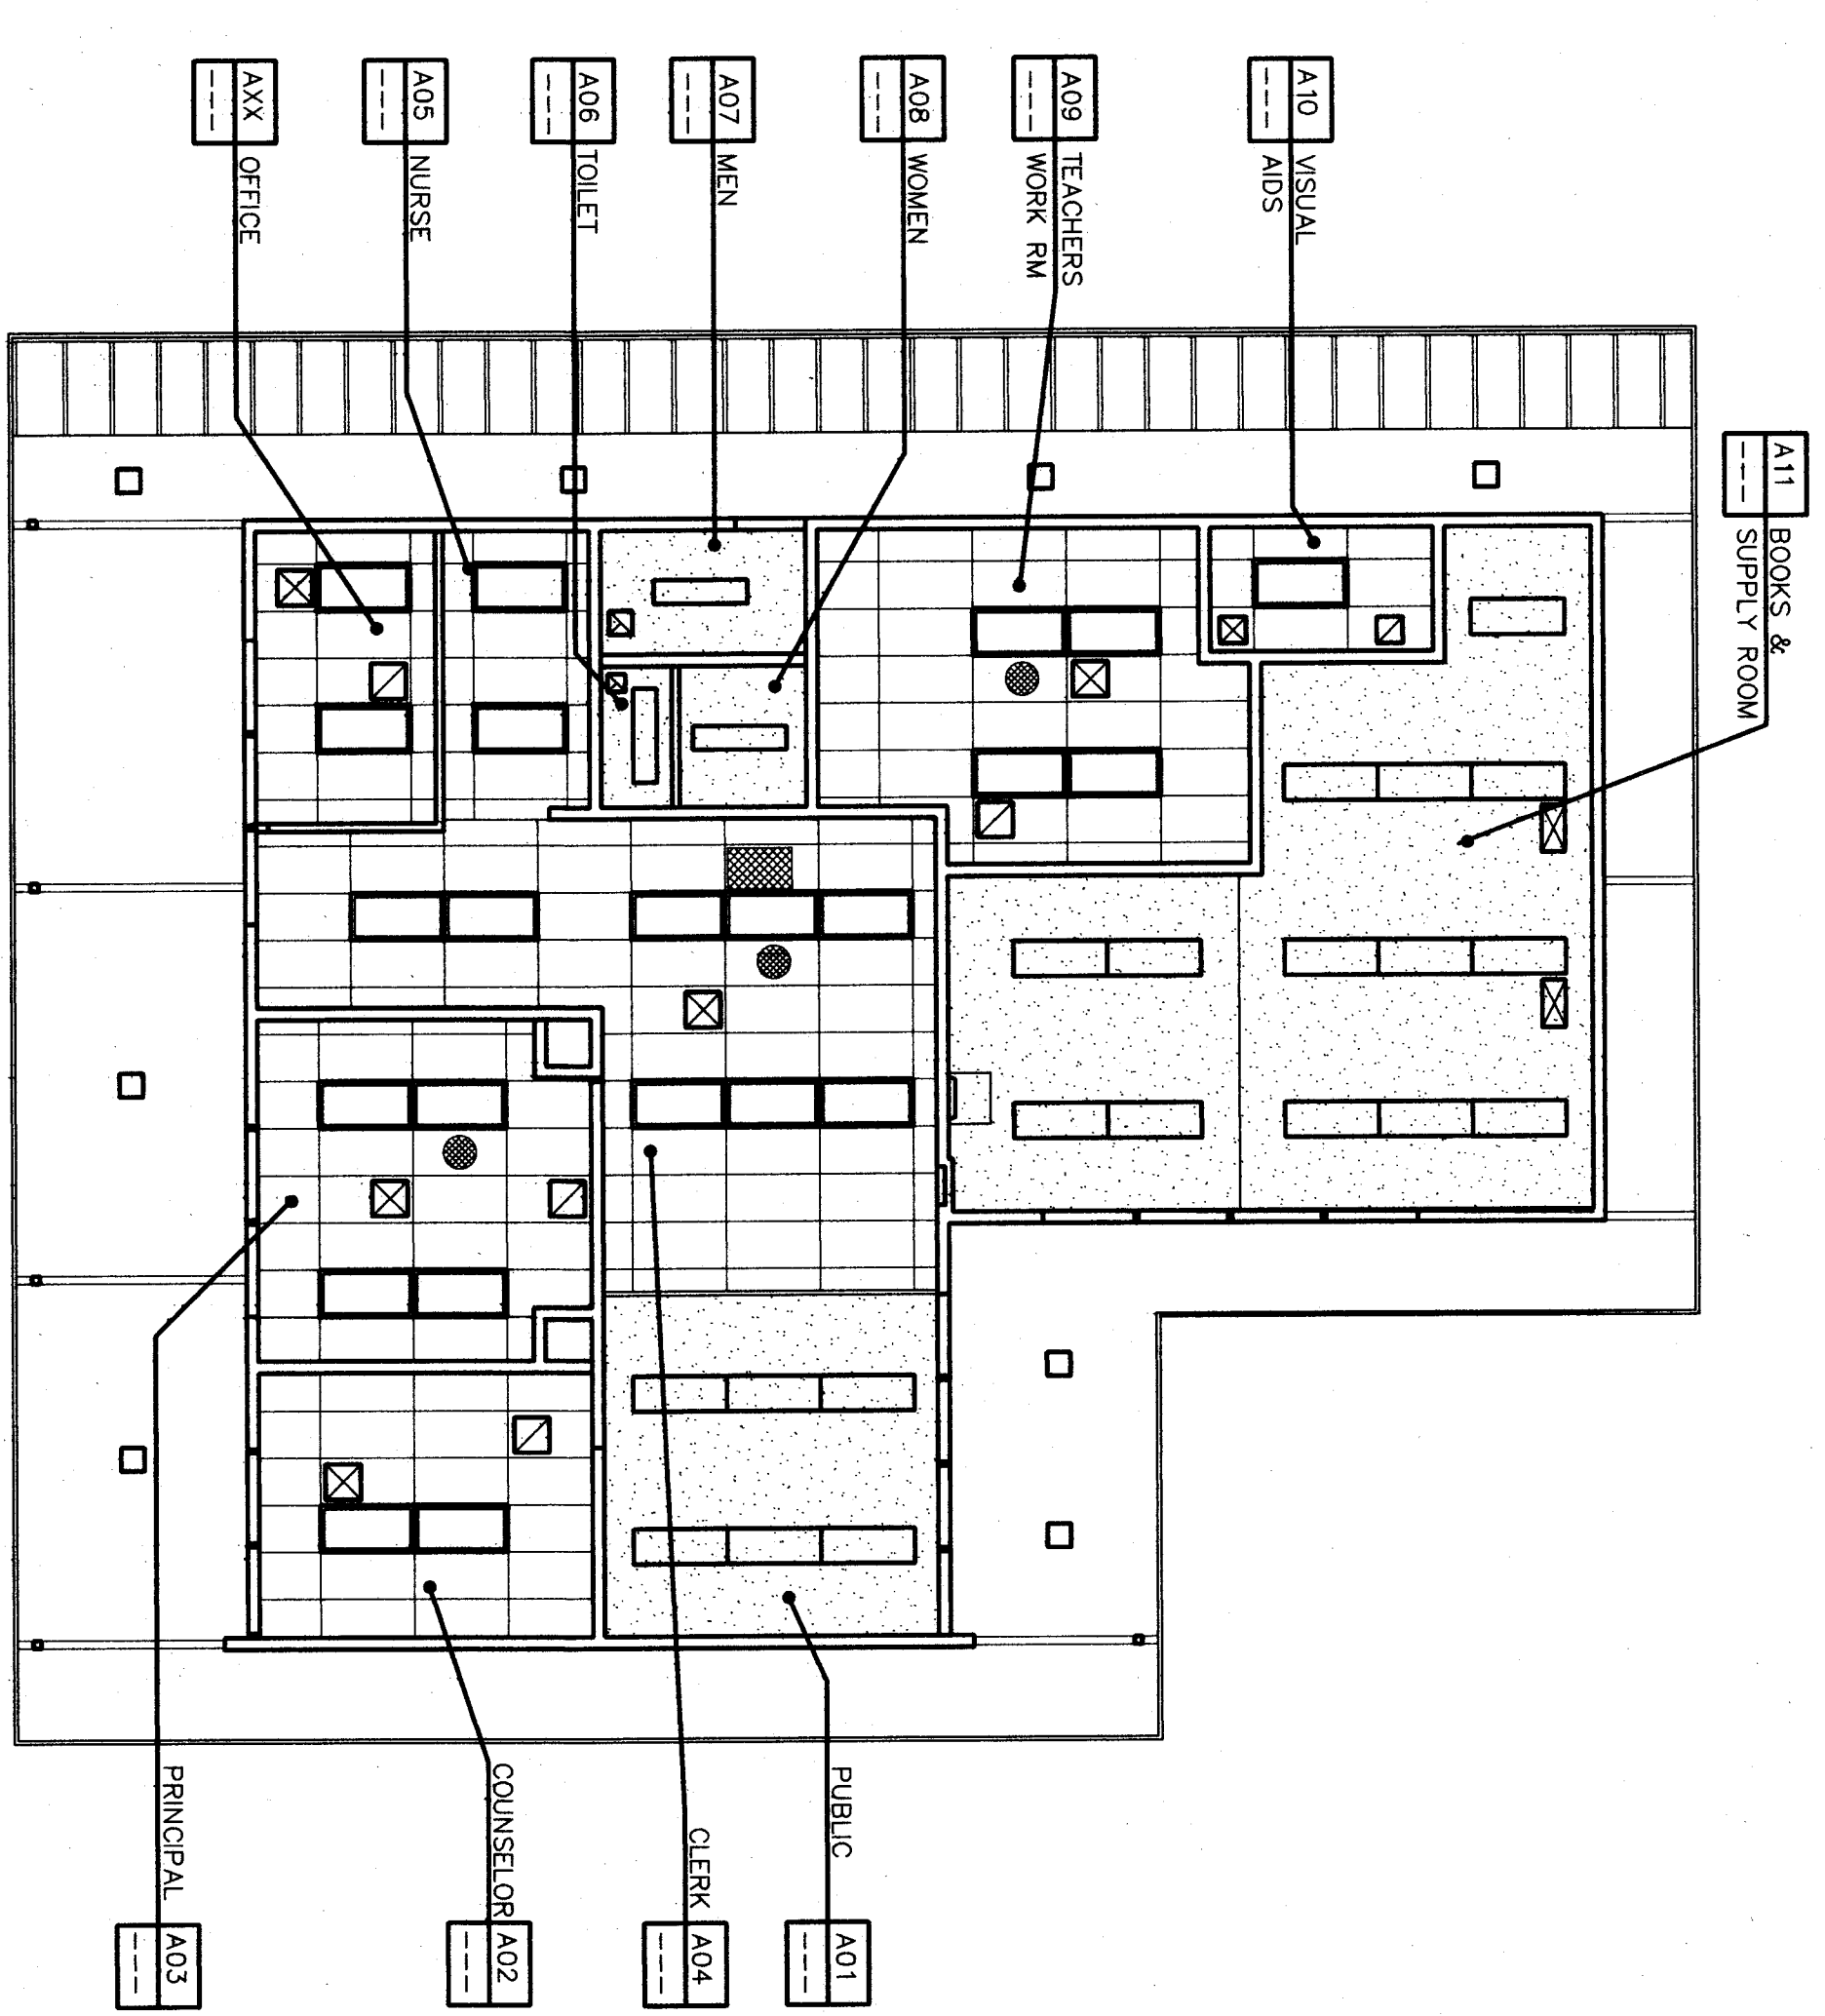 A11
----
BOOKS &
SUPPLY ROOM
A10
----
VISUAL
AIDS
A09
----
TEACHERS
WORK RM
A08
----
WOMEN
A07
----
MEN
A06
----
TOILET
A05
----
NURSE
AXX
----
OFFICE
PUBLIC
A01
----
CLERK
A04
----
COUNSELOR
A02
----
PRINCIPAL
A03
----